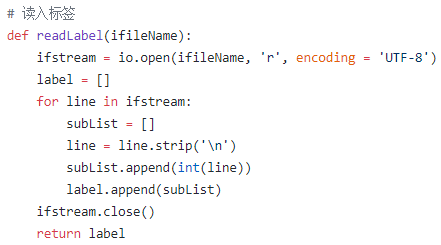 # 读入标签
def readLabel(ifileName):
    ifstream = io.open(ifileName, 'r', encoding = 'UTF-8')
    label = []
    for line in ifstream:
        subList = []
        line = line.strip('\n')
        subList.append(int(line))
        label.append(subList)
    ifstream.close()
    return label